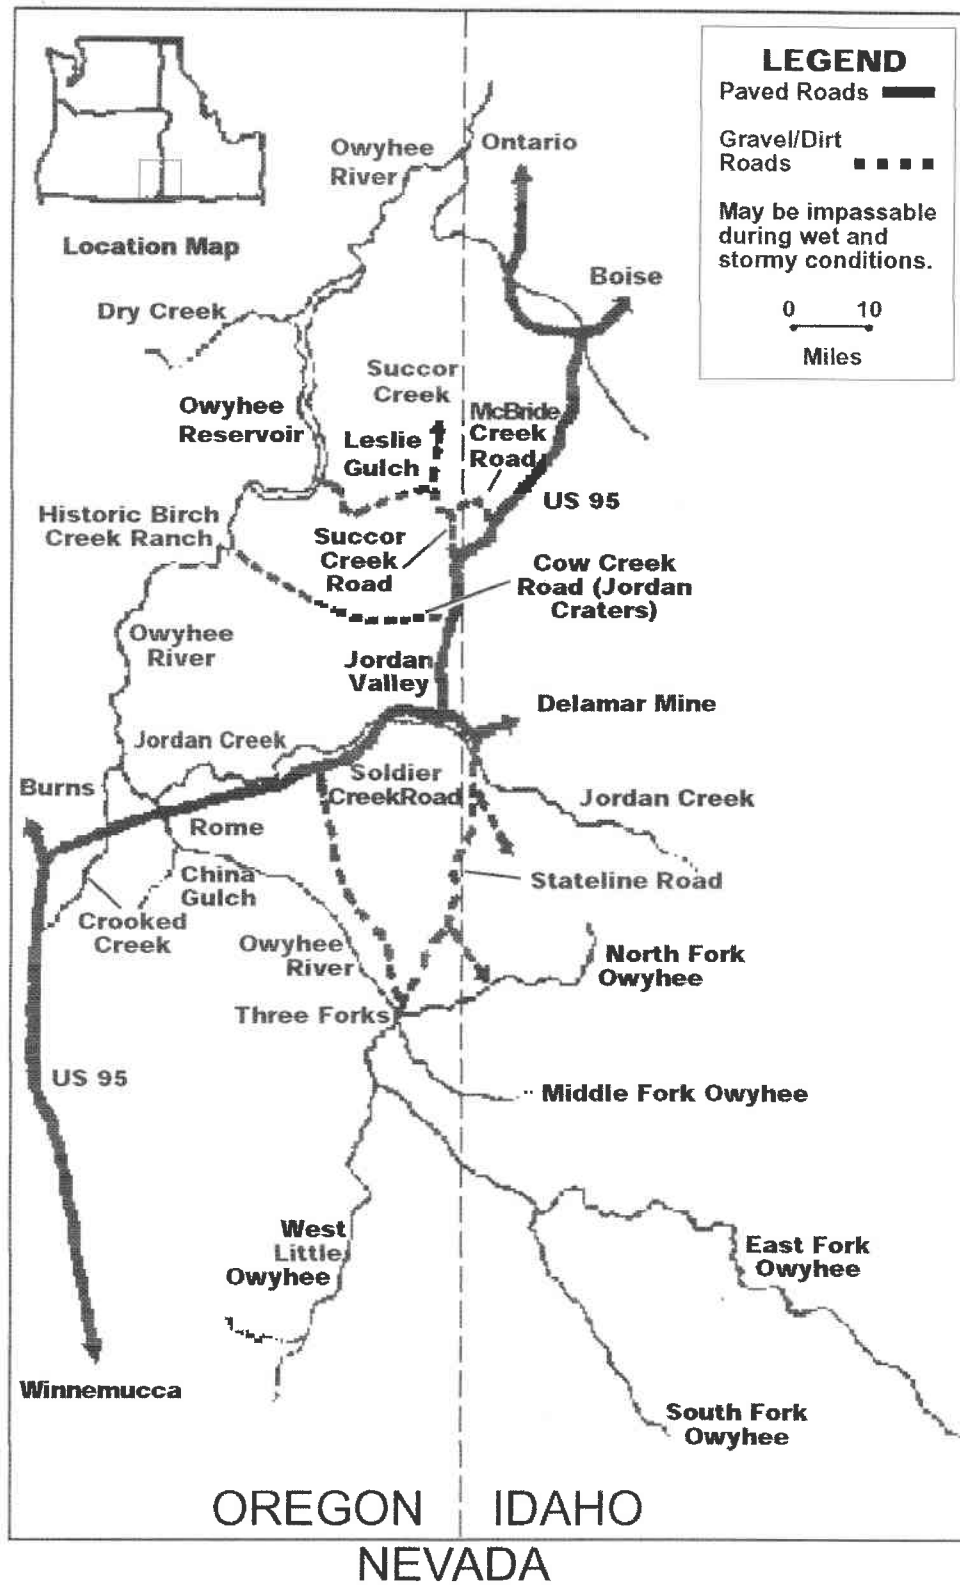 LEGEND
Paved Roads
Gravel/Dirt
Roads
May be impassable
during wet and
stormy conditions.
0 10
Miles
Location Map
Owyhee
River
Ontario
Boise
Dry Creek
Succor
Creek
Owyhee
Reservoir
Leslie
Gulch
McBride
Creek
Road
US 95
Historic Birch
Creek Ranch
Succor
Creek
Road
Cow Creek
Road (Jordan
Craters)
Owyhee
River
Jordan
Valley
Delamar Mine
Jordan Creek
Burns
Soldier
Creek Road
Jordan Creek
Rome
China
Gulch
Stateline Road
Crooked
Creek
Owyhee
River
North Fork
Owyhee
Three Forks
US 95
Middle Fork Owyhee
West
Little
Owyhee
East Fork
Owyhee
Winnemucca
South Fork
Owyhee
OREGON IDAHO
NEVADA